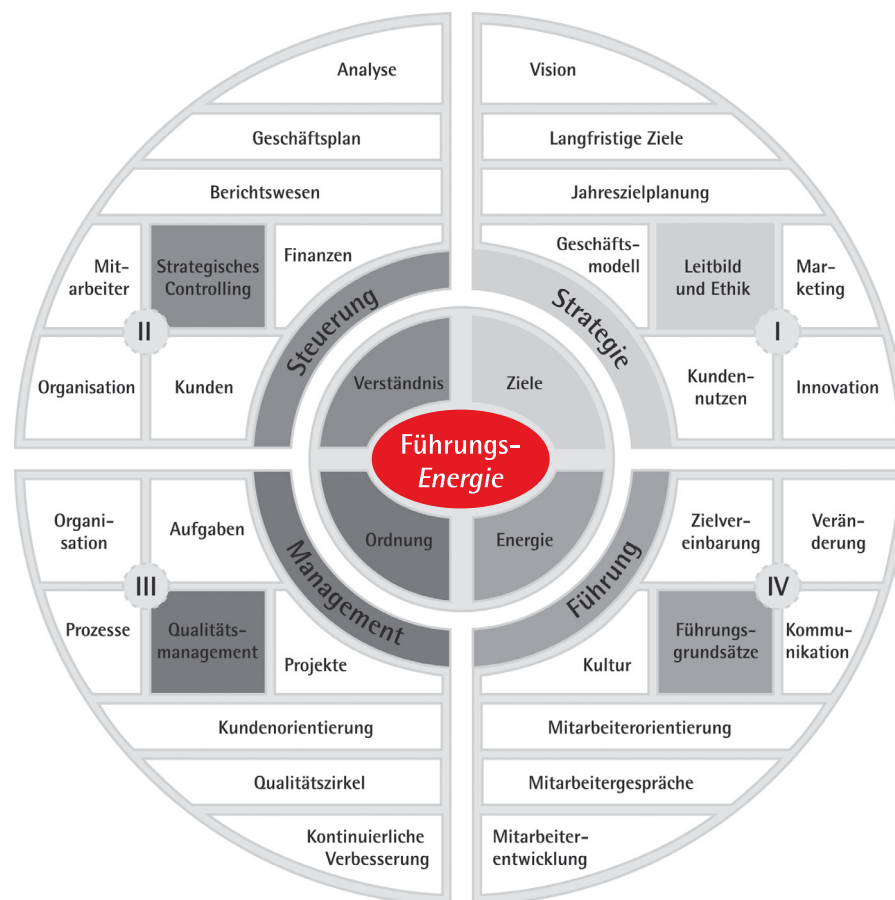 Analyse
Geschäftsplan
Berichtswesen
Mit-
arbeiter
Strategisches
Controlling
Finanzen
II
Organisation
Kunden
Steuerung
Verständnis
Vision
Langfristige Ziele
Jahreszielplanung
Geschäfts-
modell
Leitbild
und Ethik
Mar-
keting
I
Kunden-
nutzen
Innovation
Strategie
Ziele
Führungs-
Energie
Organi-
sation
Aufgaben
III
Prozesse
Qualitäts-
management
Projekte
Management
Ordnung
Kundenorientierung
Qualitätszirkel
Kontinuierliche
Verbesserung
Energie
Führung
Zielver-
einbarung
Verän-
derung
IV
Kultur
Führungs-
grundsätze
Kommu-
nikation
Mitarbeiterorientierung
Mitarbeitergespräche
Mitarbeiter-
entwicklung